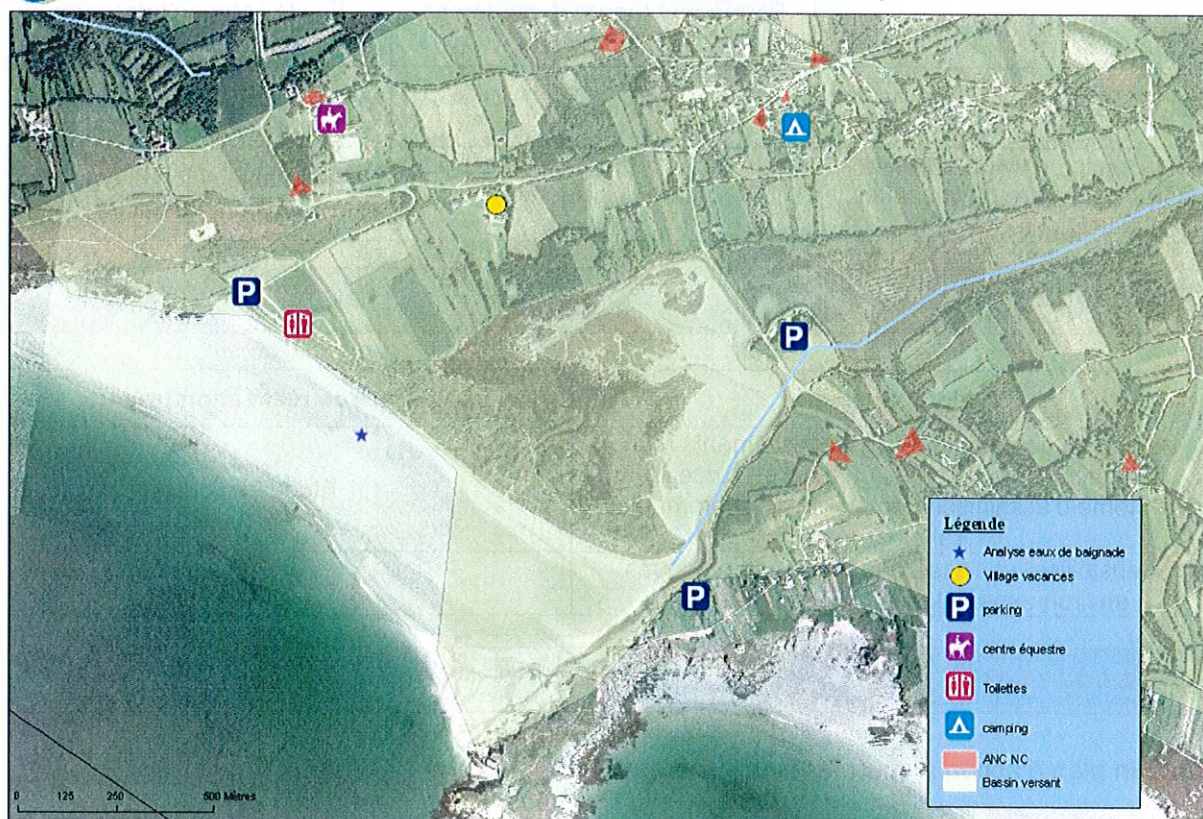 N
P
P
P
Légende
Analyse eaux de baignade
Village vacances
P parking
centre équestre
Toilettes
camping
ANC NC
Bassin versant
0 125 250 500 Mètres